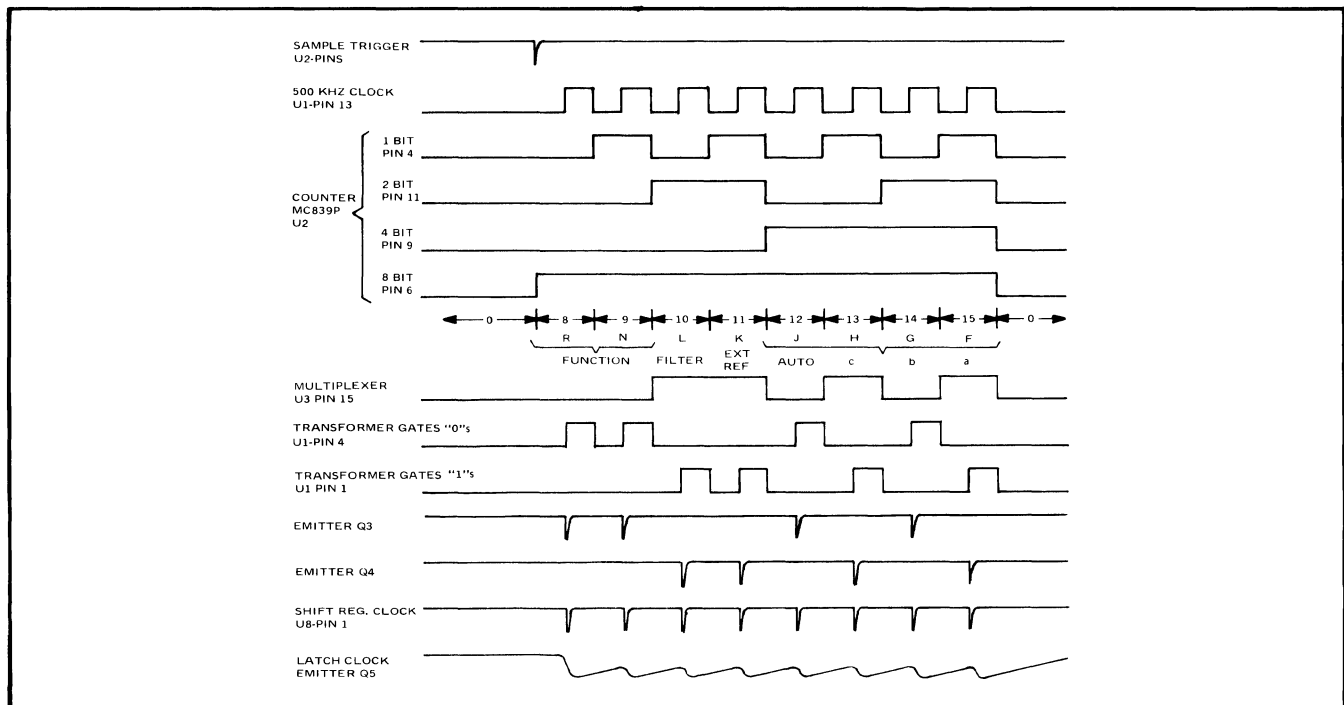 SAMPLE TRIGGER
U2-PINS
500 KHZ CLOCK
U1-PIN 13
COUNTER
MC839P
U2
1 BIT
PIN 4
2 BIT
PIN 11
4 BIT
PIN 9
8 BIT
PIN 6
0 8 9 10 11 12 13 14 15 0
R N L K J H G F
FUNCTION FILTER EXT REF AUTO c b a
MULTIPLEXER
U3 PIN 15
TRANSFORMER GATES "0"s
U1-PIN 4
TRANSFORMER GATES "1"s
U1 PIN 1
EMITTER Q3
EMITTER Q4
SHIFT REG. CLOCK
U8-PIN 1
LATCH CLOCK
EMITTER Q5